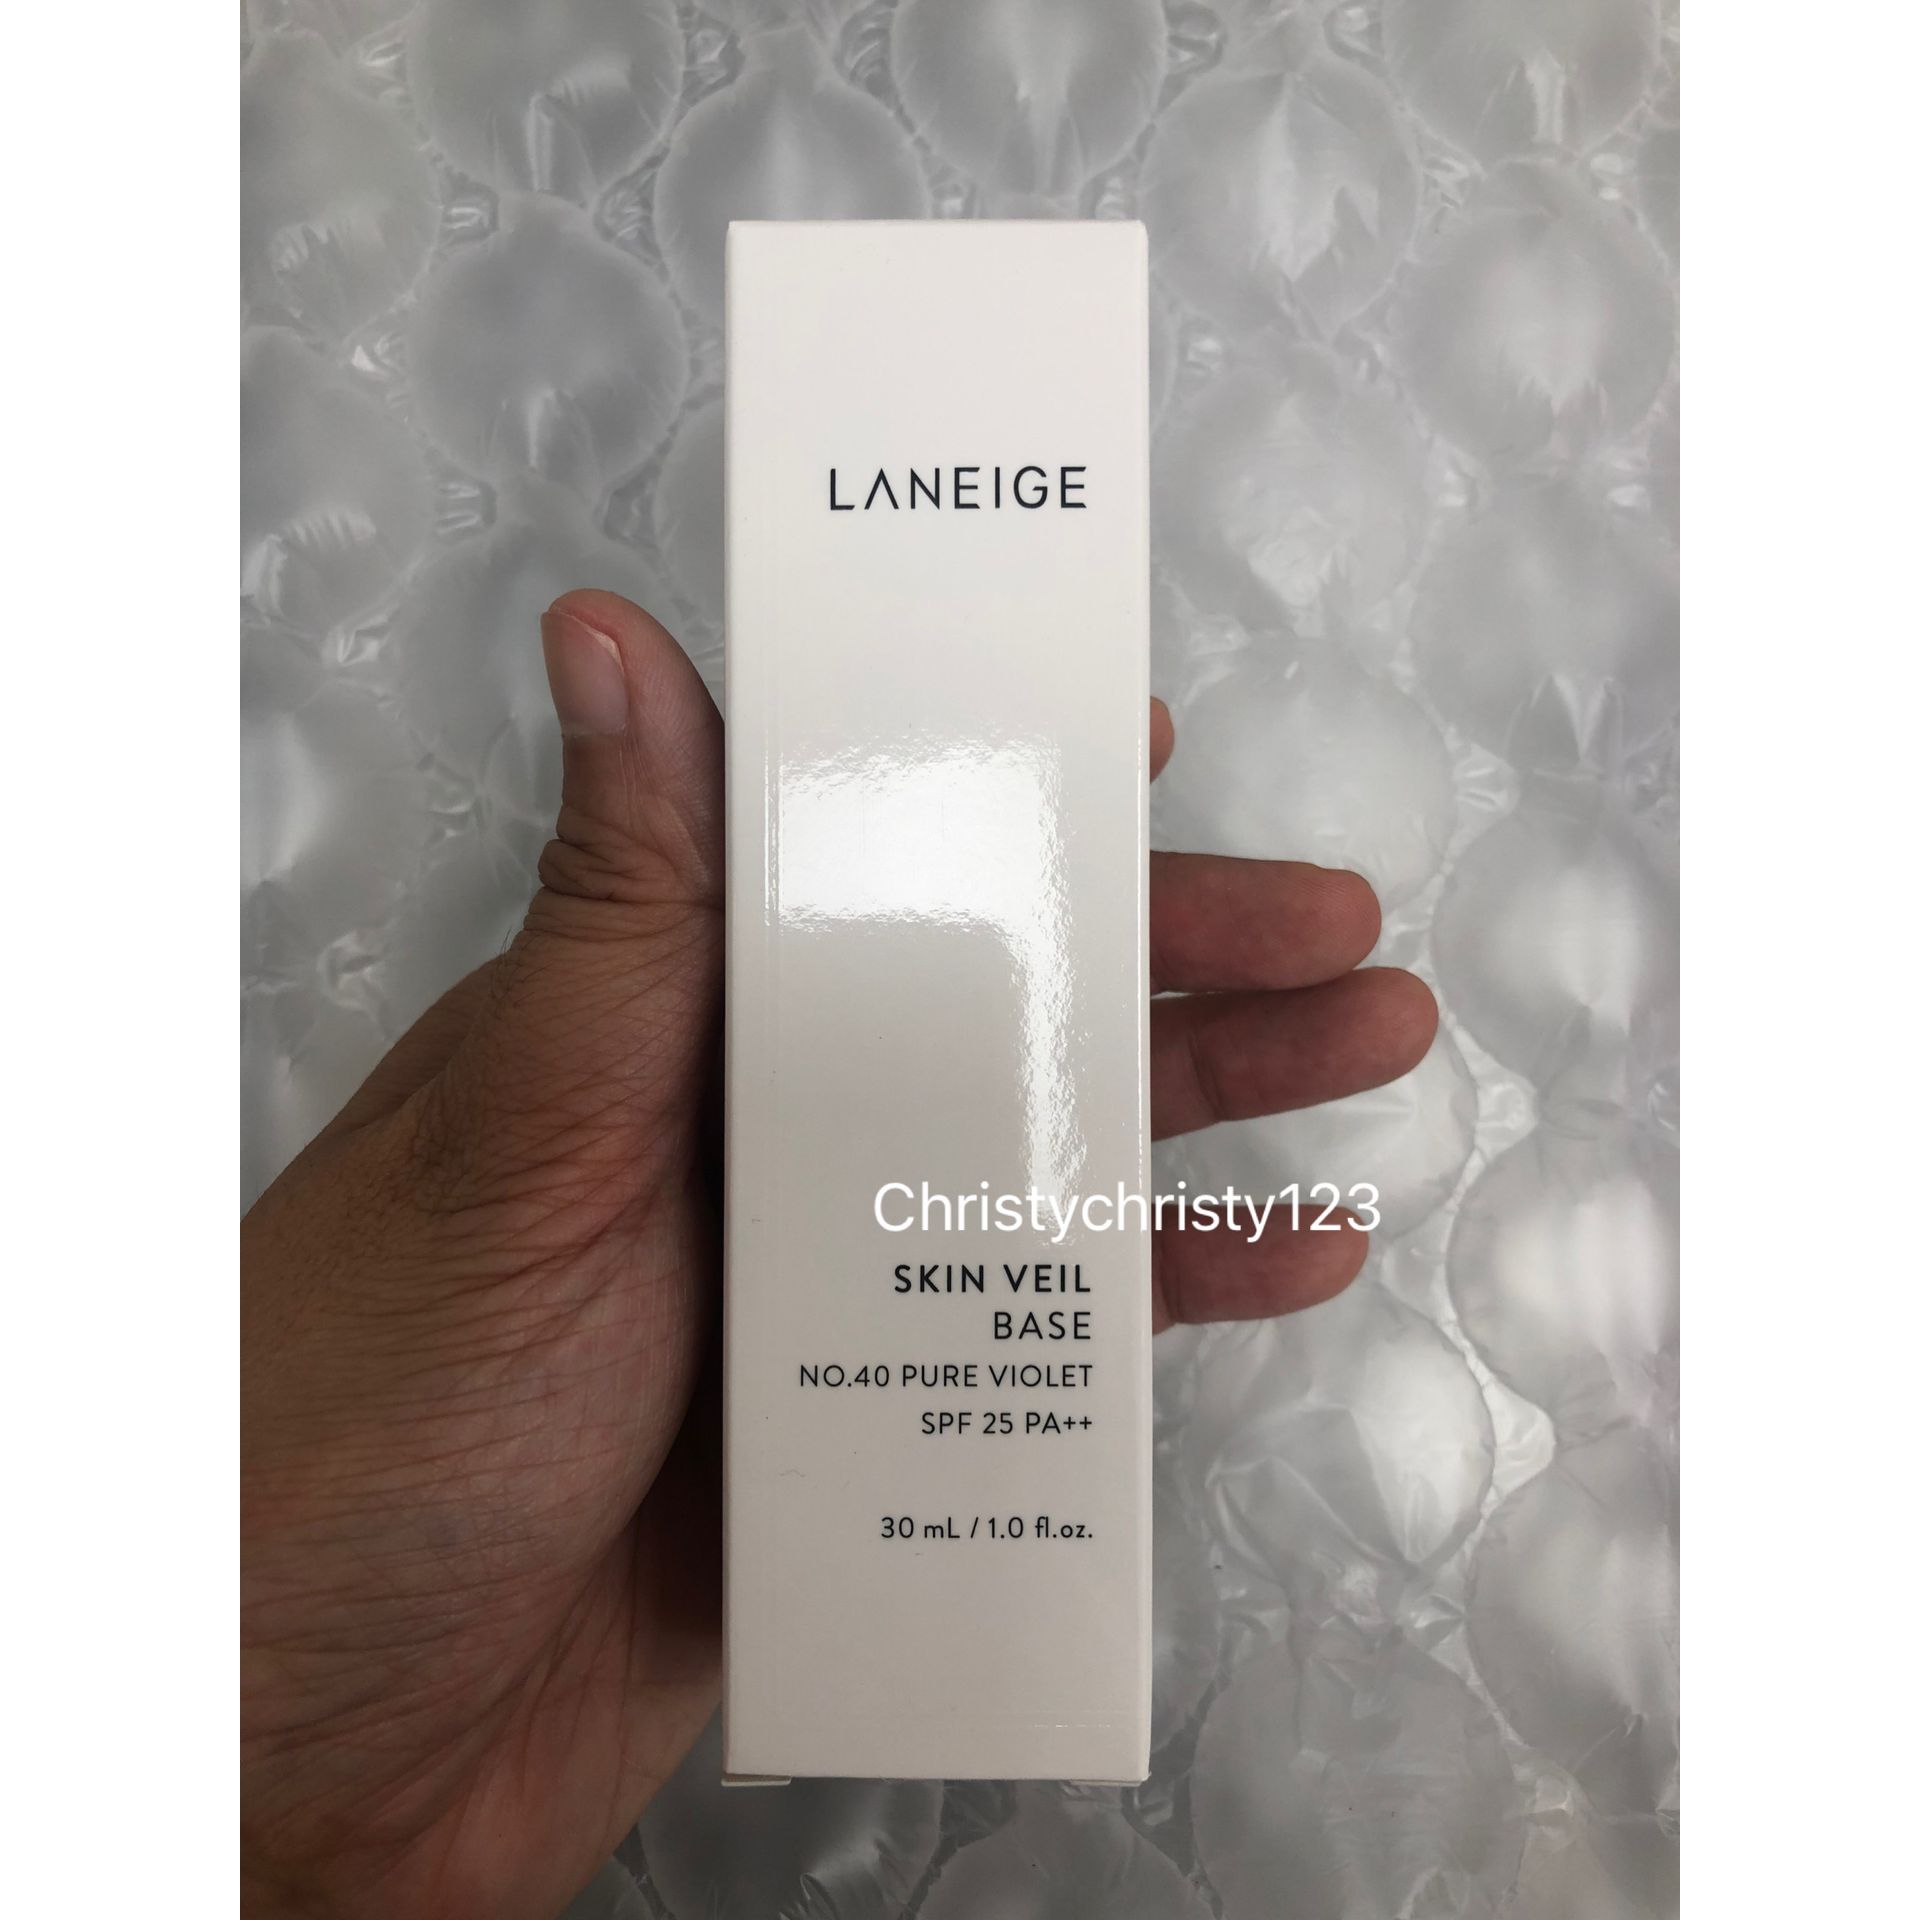 LANEIGE
Christychristy123
SKIN VEIL
BASE
NO.40 PURE VIOLET
SPF 25 PA++
30 mL / 1.0 fl.oz.